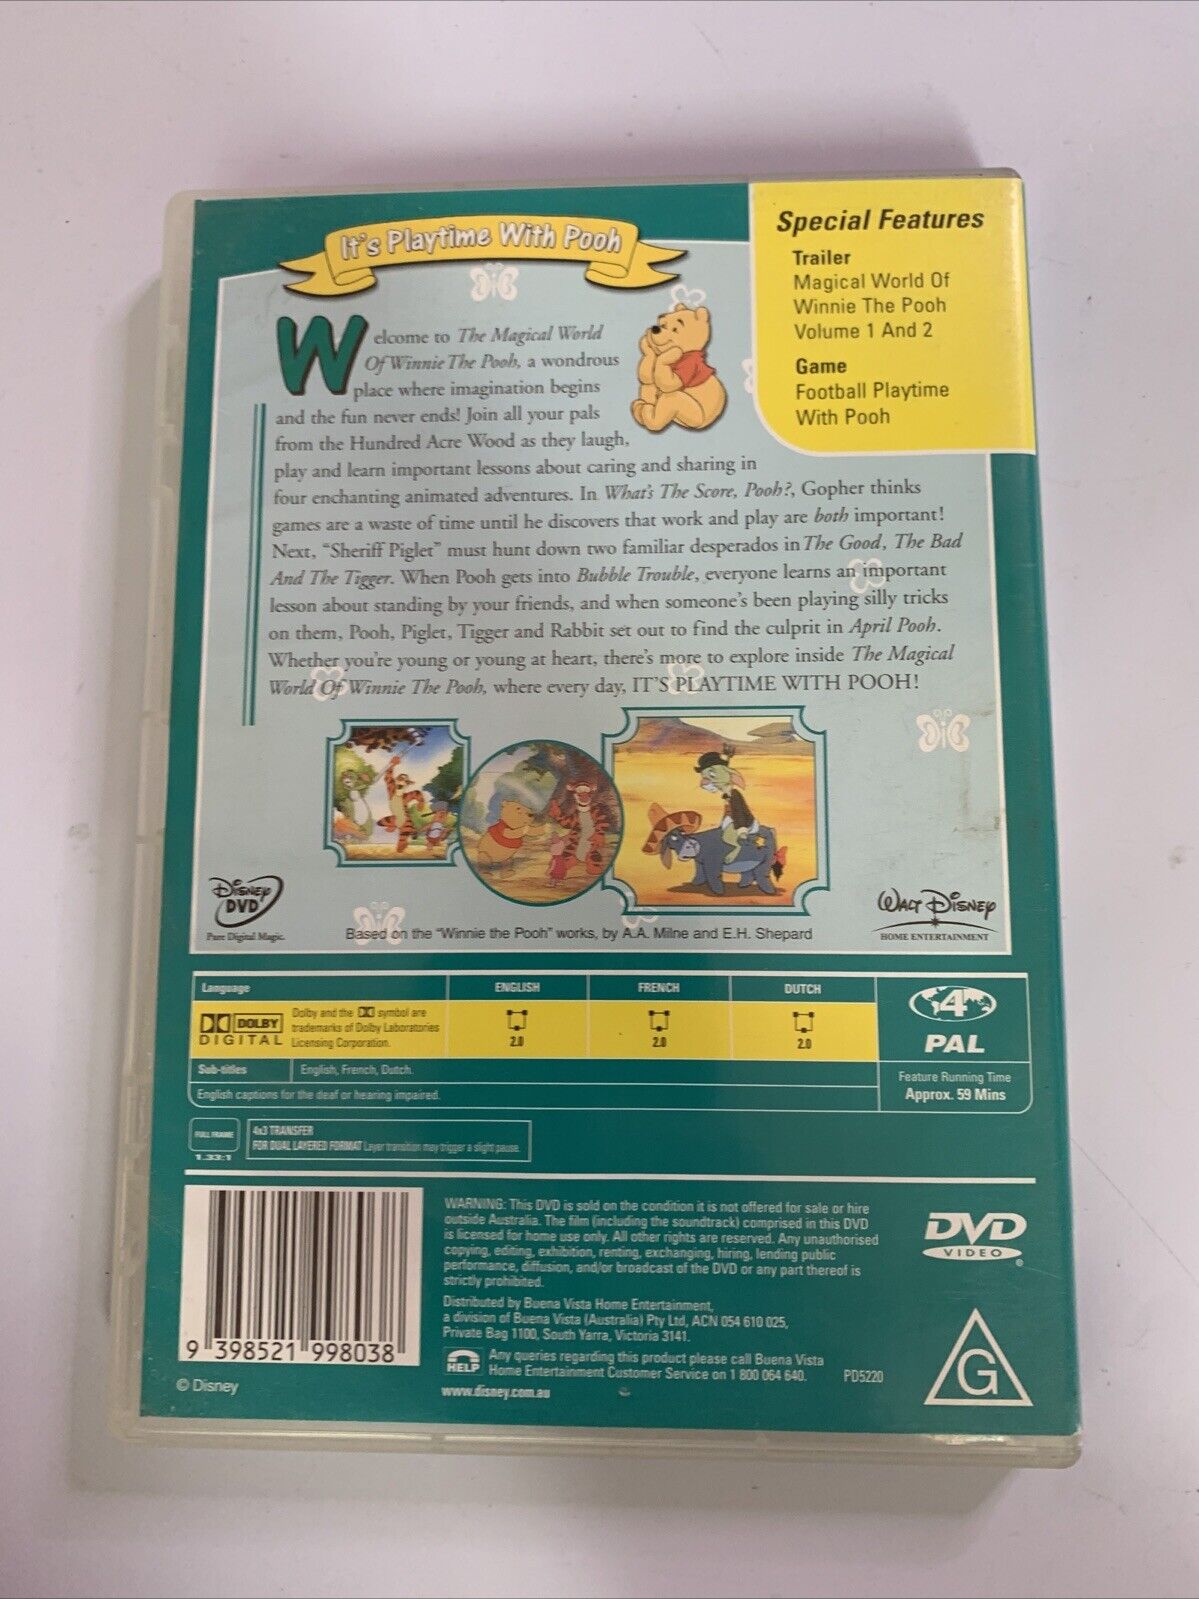 It's Playtime With Pooh
Special Features
Trailer
Magical World Of
Winnie The Pooh
Volume 1 And 2
Game
Football Playtime
With Pooh
Welcome to The Magical World
Of Winnie The Pooh, a wondrous
place where imagination begins
and the fun never ends! Join all your pals
from the Hundred Acre Wood as they laugh,
play and learn important lessons about caring and sharing in
four enchanting animated adventures. In What's The Score, Pooh?, Gopher thinks
games are a waste of time until he discovers that work and play are both important!
Next, "Sheriff Piglet" must hunt down two familiar desperados in The Good, The Bad
And The Tigger. When Pooh gets into Bubble Trouble, everyone learns an important
lesson about standing by your friends, and when someone's been playing silly tricks
on them, Pooh, Piglet, Tigger and Rabbit set out to find the culprit in April Pooh.
Whether you're young or young at heart, there's more to explore inside The Magical
World Of Winnie The Pooh, where every day, IT'S PLAYTIME WITH POOH!
DISNEY
DVD
Pure Digital Magic.
Based on the "Winnie the Pooh" works, by A.A. Milne and E.H. Shepard
WALT DISNEY
HOME ENTERTAINMENT
Language ENGLISH FRENCH DUTCH
DOLBY
DIGITAL
Dolby and the symbol are
trademarks of Dolby Laboratories
Licensing Corporation.
2.0 2.0 2.0
4
PAL
Sub-titles English, French, Dutch.
English captions for the deaf or hearing impaired.
Feature Running Time
Approx. 59 Mins
FULL FRAME
1.33:1
4x3 TRANSFER
FOR DUAL LAYERED FORMAT Layer transition may trigger a slight pause.
WARNING: This DVD is sold on the condition it is not offered for sale or hire
outside Australia. The film (including the soundtrack) comprised in this DVD
is licensed for home use only. All other rights are reserved. Any unauthorised
copying, editing, exhibition, renting, exchanging, hiring, lending public
performance, diffusion, and/or broadcast of the DVD or any part thereof is
strictly prohibited.
Distributed by Buena Vista Home Entertainment,
a division of Buena Vista (Australia) Pty Ltd, ACN 054 610 025,
Private Bag 1100, South Yarra, Victoria 3141.
HELP
Any queries regarding this product please call Buena Vista
Home Entertainment Customer Service on 1 800 064 640.
www.disney.com.au
PD5220
DVD
VIDEO
G
9 398521 998038
© Disney